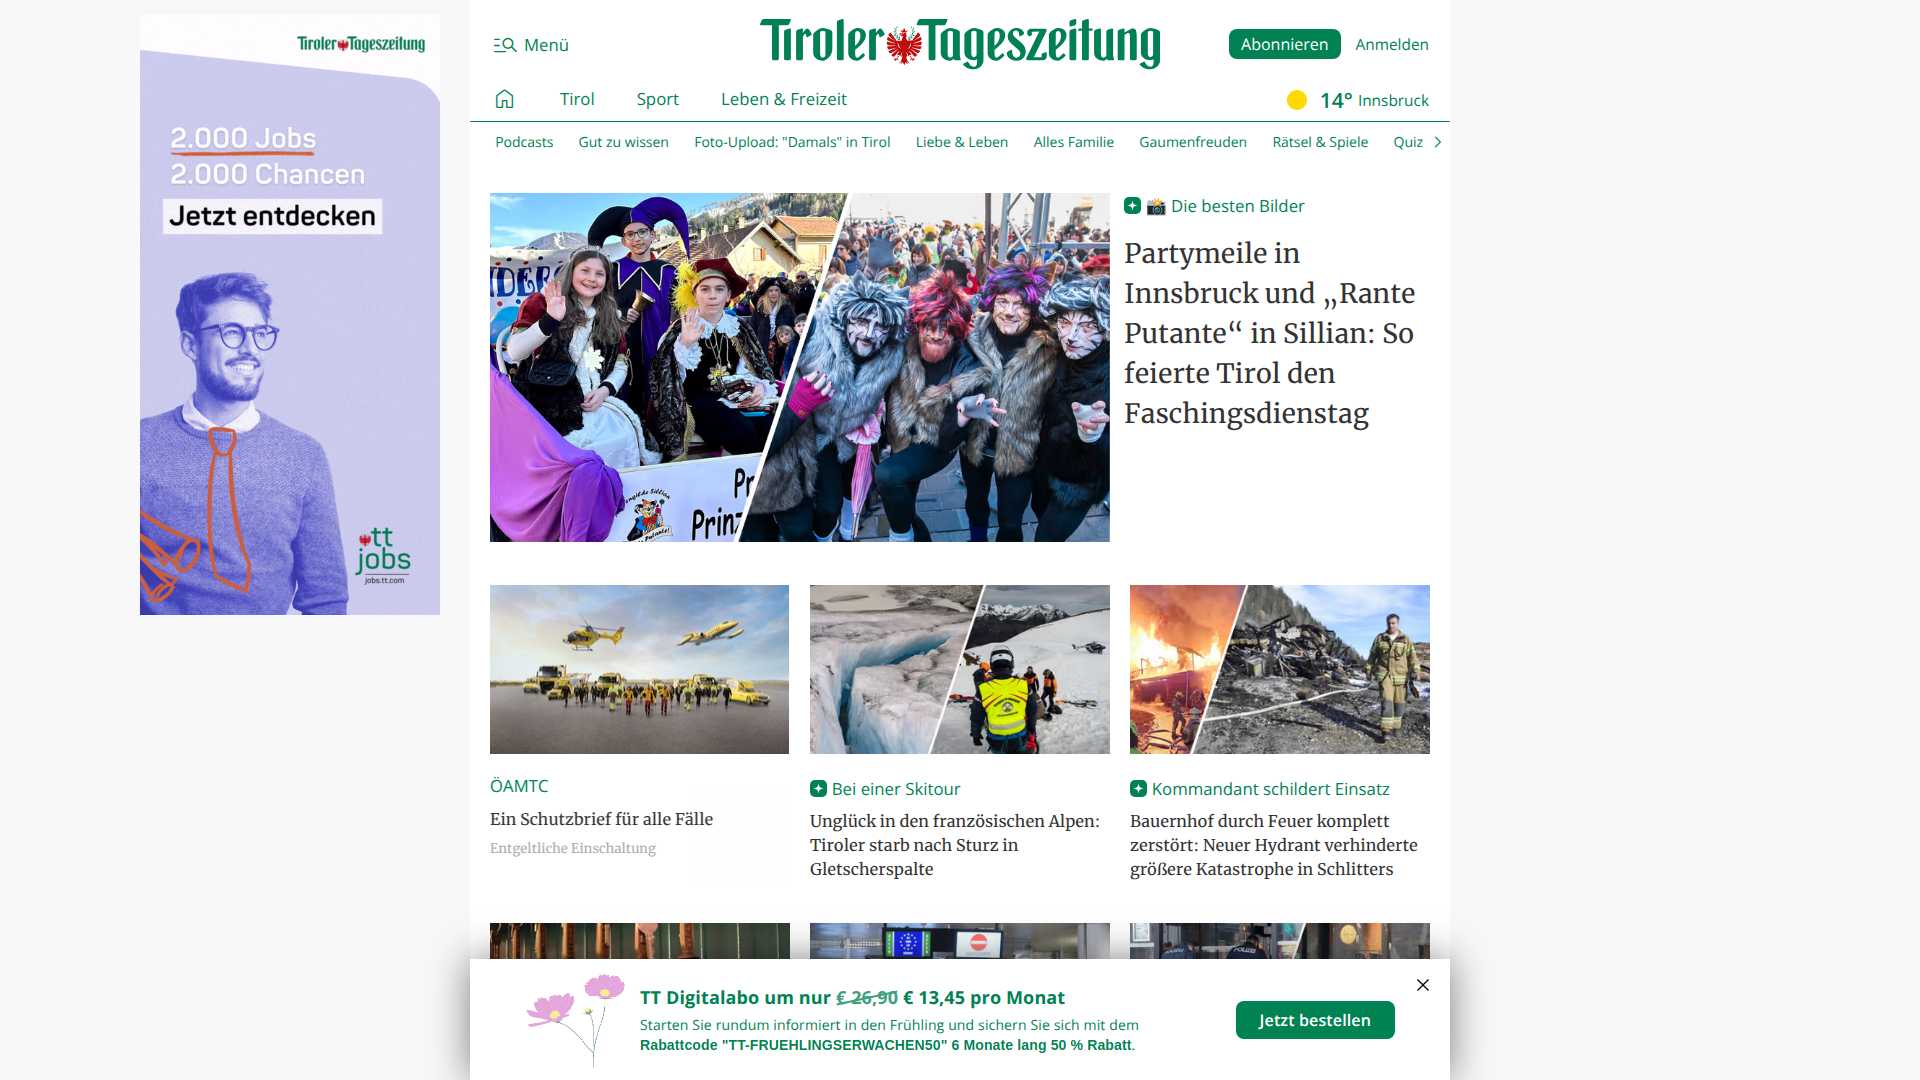 Tiroler Tageszeitung
2.000 Jobs
2.000 Chancen
Jetzt entdecken
tt
jobs
jobs.tt.com
Menü
Tiroler Tageszeitung
Abonnieren
Anmelden
Tirol
Sport
Leben & Freizeit
14° Innsbruck
Podcasts
Gut zu wissen
Foto-Upload: "Damals" in Tirol
Liebe & Leben
Alles Familie
Gaumenfreuden
Rätsel & Spiele
Quiz
Die besten Bilder
Partymeile in
Innsbruck und „Rante
Putante“ in Sillian: So
feierte Tirol den
Faschingsdienstag
ÖAMTC
Ein Schutzbrief für alle Fälle
Entgeltliche Einschaltung
Bei einer Skitour
Unglück in den französischen Alpen:
Tiroler starb nach Sturz in
Gletscherspalte
Kommandant schildert Einsatz
Bauernhof durch Feuer komplett
zerstört: Neuer Hydrant verhinderte
größere Katastrophe in Schlitters
TT Digitalabo um nur € 26,90 € 13,45 pro Monat
Starten Sie rundum informiert in den Frühling und sichern Sie sich mit dem
Rabattcode "TT-FRUEHLINGSERWACHEN50" 6 Monate lang 50 % Rabatt.
Jetzt bestellen